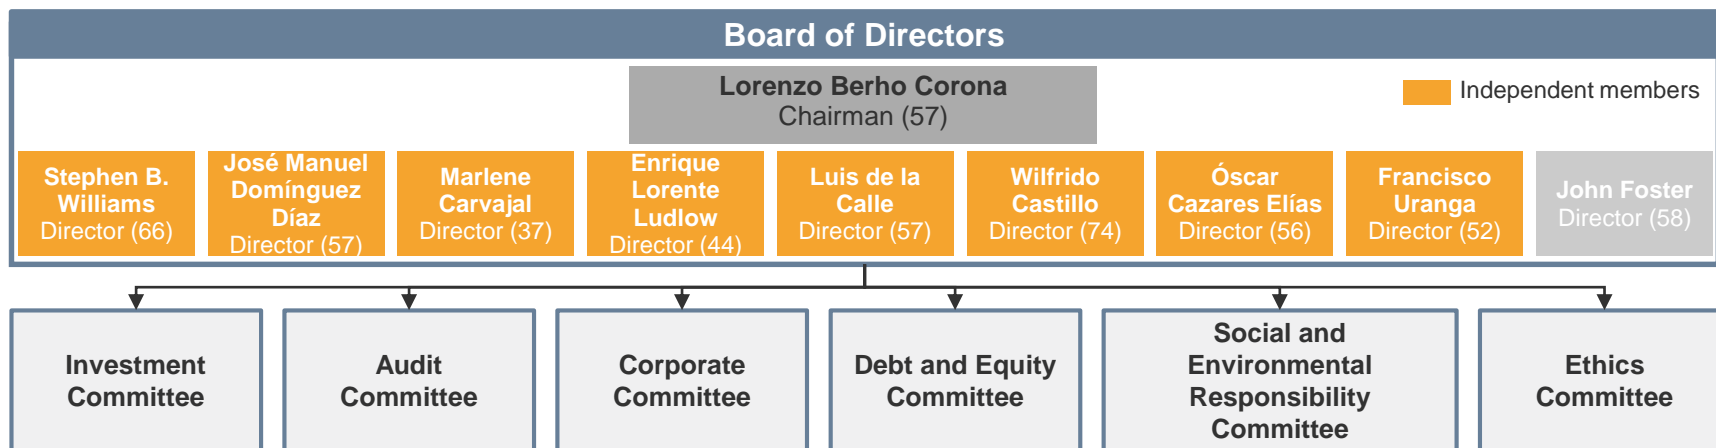 Board of Directors
Lorenzo Berho Corona
Chairman (57)
Independent members
Stephen B.
Williams
Director (66)
José Manuel
Domínguez
Díaz
Director (57)
Marlene
Carvajal
Director (37)
Enrique
Lorente
Ludlow
Director (44)
Luis de la
Calle
Director (57)
Wilfrido
Castillo
Director (74)
Óscar
Cazares Elías
Director (56)
Francisco
Uranga
Director (52)
John Foster
Director (58)
Investment
Committee
Audit
Committee
Corporate
Committee
Debt and Equity
Committee
Social and
Environmental
Responsibility
Committee
Ethics
Committee